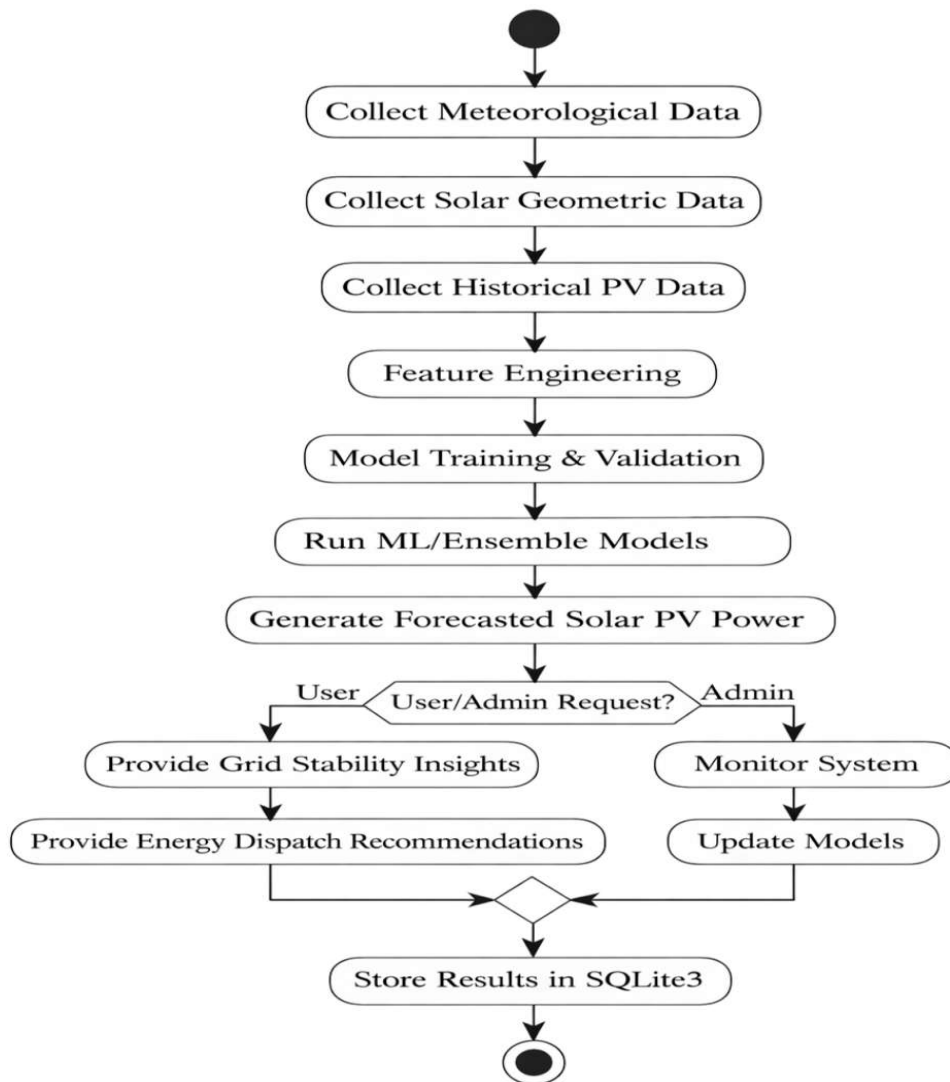 Collect Meteorological Data
Collect Solar Geometric Data
Collect Historical PV Data
Feature Engineering
Model Training & Validation
Run ML/Ensemble Models
Generate Forecasted Solar PV Power
User
User/Admin Request?
Admin
Provide Grid Stability Insights
Monitor System
Provide Energy Dispatch Recommendations
Update Models
Store Results in SQLite3